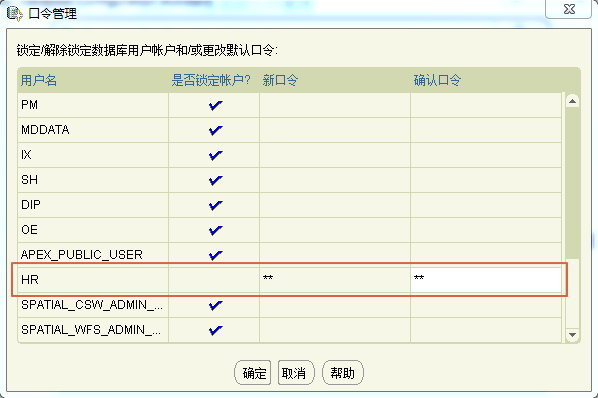 口令管理
锁定/解除锁定数据库用户帐户和/或更改默认口令:
用户名 是否锁定帐户? 新口令 确认口令
PM
MDDATA
IX
SH
DIP
OE
APEX_PUBLIC_USER
HR ** **
SPATIAL_CSW_ADMIN_...
SPATIAL_WFS_ADMIN_...
确定 取消 帮助